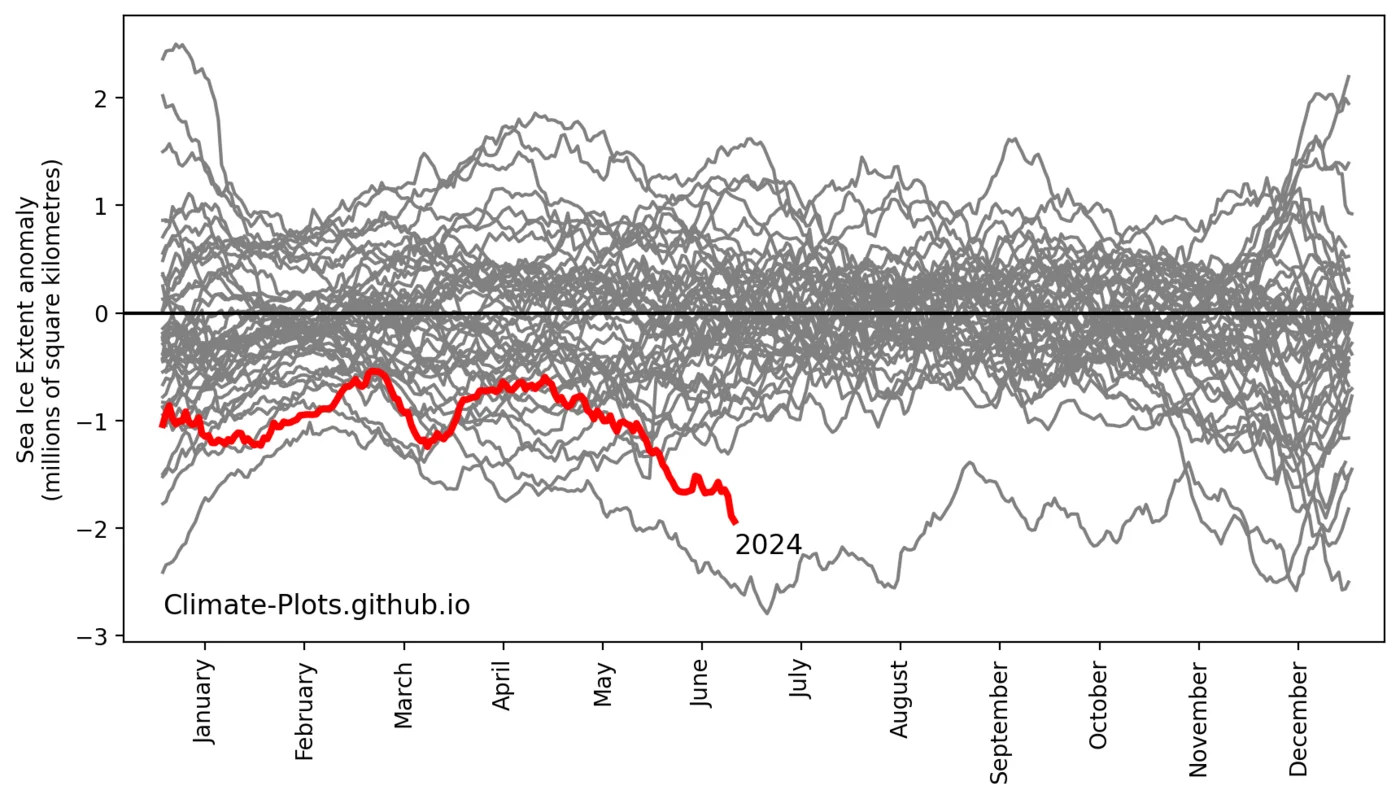 Sea Ice Extent anomaly
(millions of square kilometres)
2
1
0
−1
−2
−3
2024
Climate-Plots.github.io
January
February
March
April
May
June
July
August
September
October
November
December